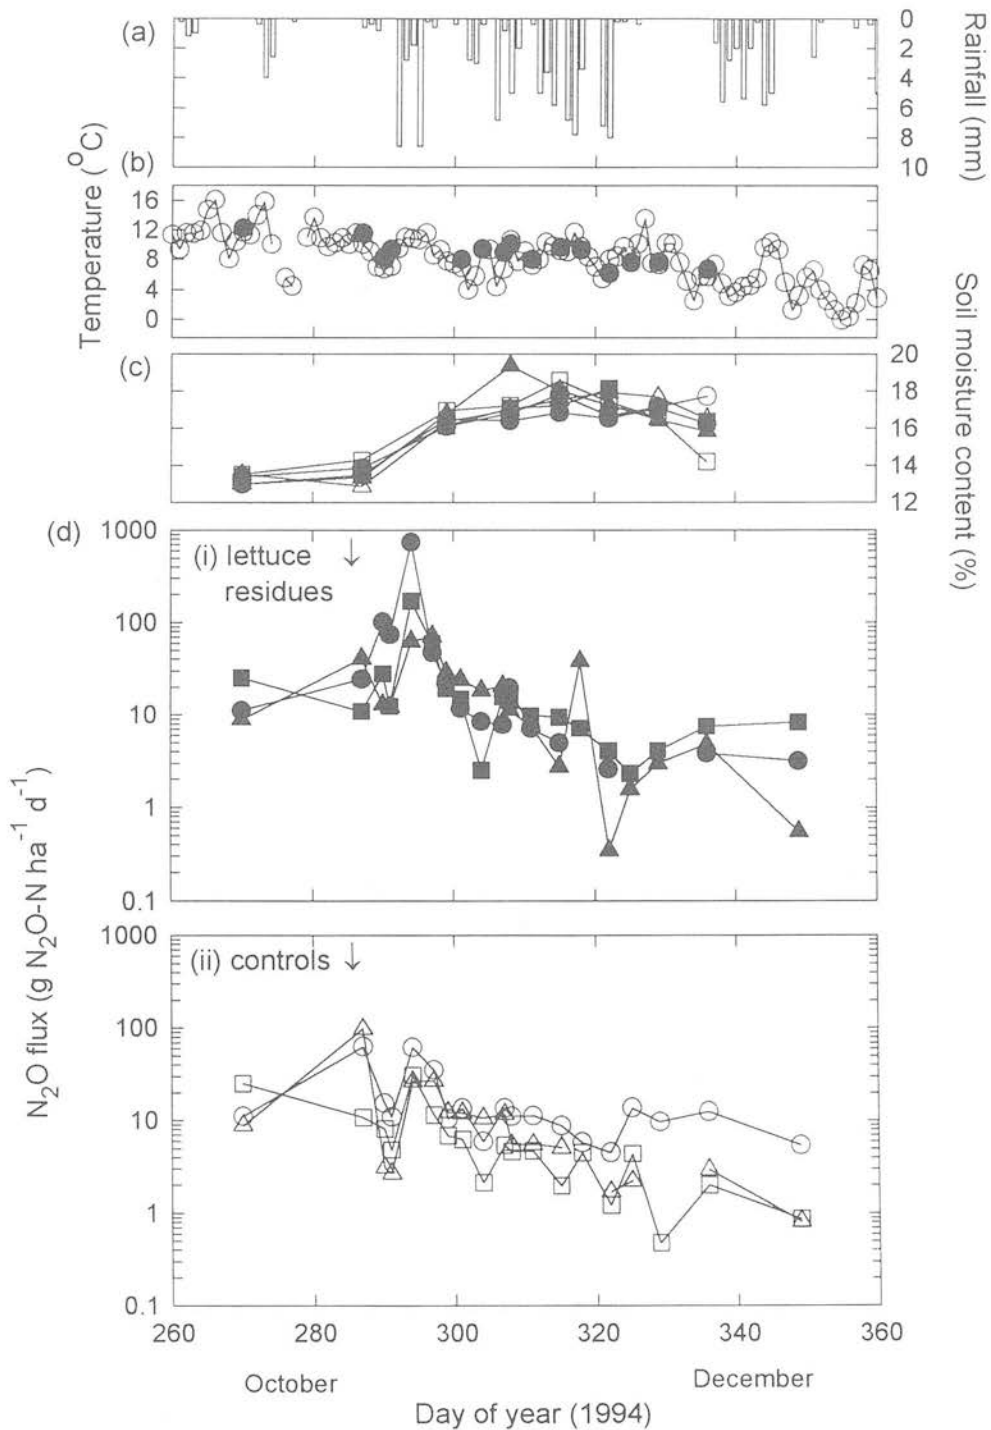 (a)
0
2
4
6
8
10
Rainfall (mm)
(b)
16
12
8
4
0
Temperature (°C)
(c)
20
18
16
14
12
Soil moisture content (%)
(d)
(i) lettuce ↓
residues
1000
100
10
1
0.1
(ii) controls ↓
1000
100
10
1
0.1
N₂O flux (g N₂O-N ha⁻¹ d⁻¹)
260 280 300 320 340 360
October December
Day of year (1994)